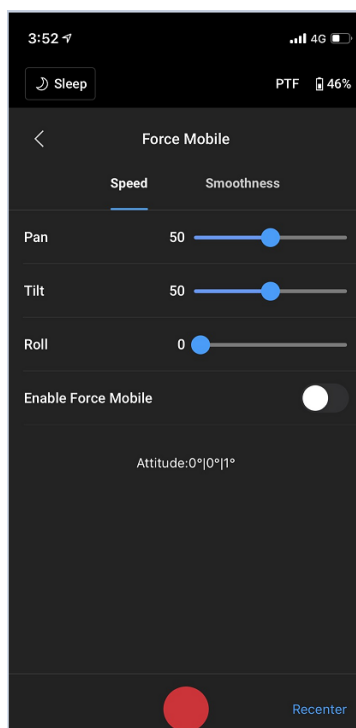 3:52 4G
Sleep PTF 46%
Force Mobile
Speed Smoothness
Pan 50
Tilt 50
Roll 0
Enable Force Mobile
Attitude:0°|0°|1°
Recenter